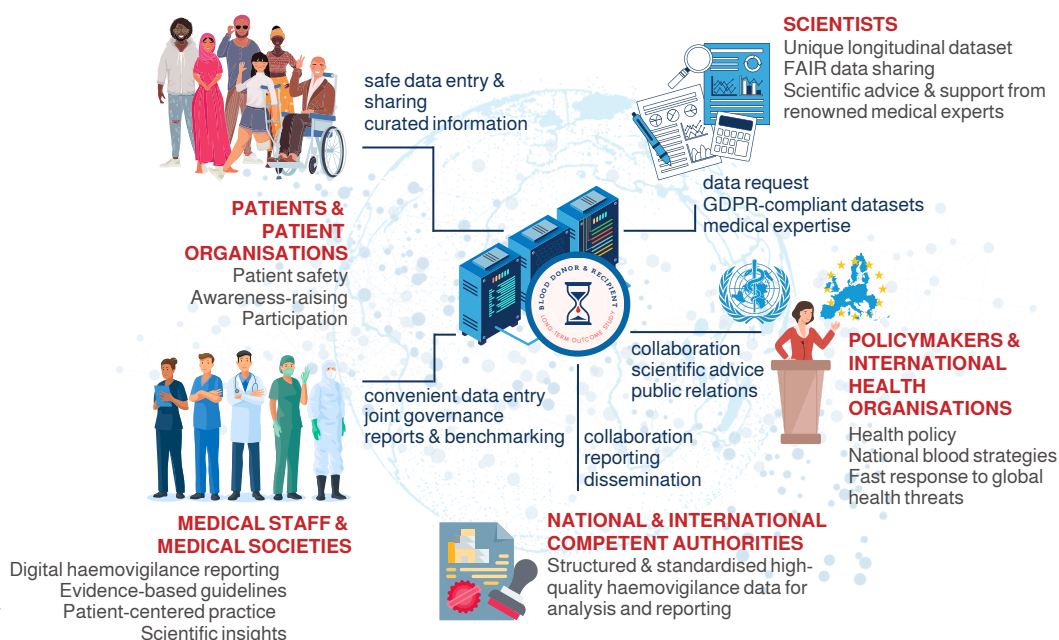 SCIENTISTS
Unique longitudinal dataset
FAIR data sharing
Scientific advice & support from
renowned medical experts
safe data entry &
sharing
curated information
data request
GDPR-compliant datasets
medical expertise
PATIENTS &
PATIENT
ORGANISATIONS
Patient safety
Awareness-raising
Participation
BLOOD DONOR & RECIPIENT
LONG-TERM OUTCOME STUDY
collaboration
scientific advice
public relations
POLICYMAKERS &
INTERNATIONAL
HEALTH
ORGANISATIONS
Health policy
National blood strategies
Fast response to global
health threats
convenient data entry
joint governance
reports & benchmarking
collaboration
reporting
dissemination
MEDICAL STAFF &
MEDICAL SOCIETIES
Digital haemovigilance reporting
Evidence-based guidelines
Patient-centered practice
Scientific insights
NATIONAL & INTERNATIONAL
COMPETENT AUTHORITIES
Structured & standardised high-
quality haemovigilance data for
analysis and reporting